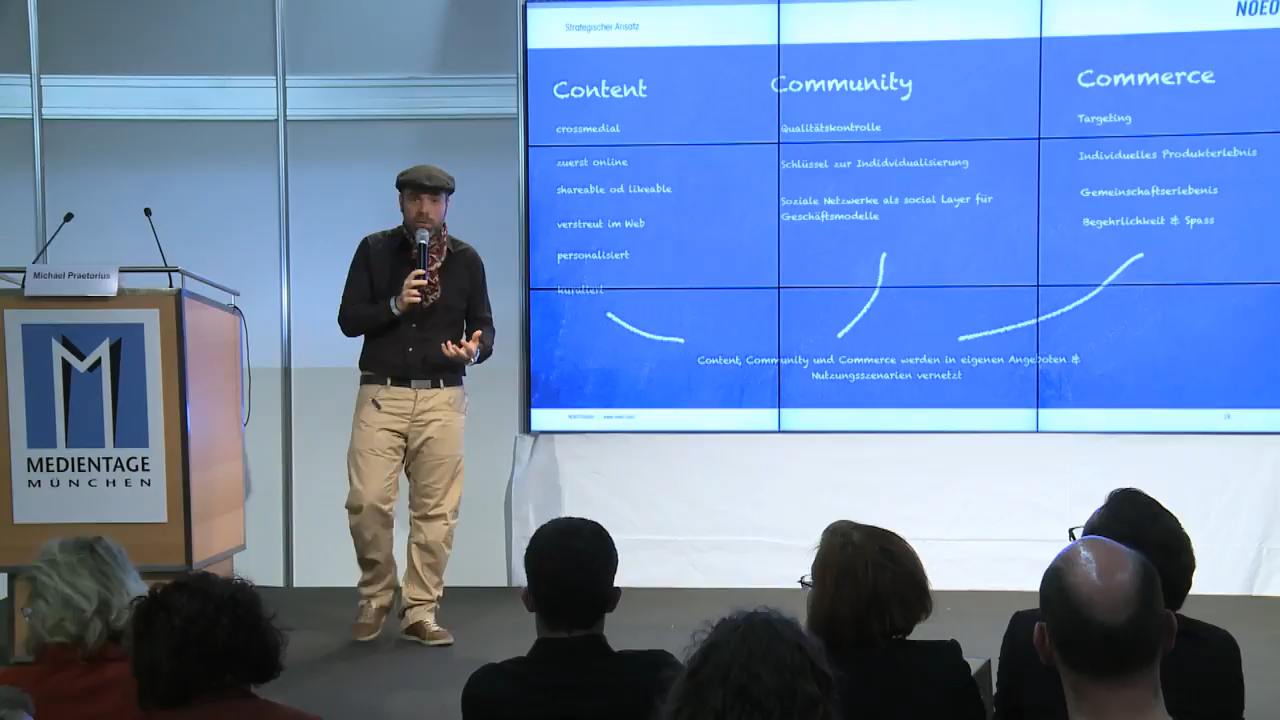 Michael Praetorius
MEDIENTAGE
MÜNCHEN
Strategischer Ansatz
NOEO
Content
crossmedial
zuerst online
shareable od likeable
verstreut im Web
personalisiert
kuratiert
Community
Qualitätskontrolle
Schlüssel zur Indidvidualisierung
Soziale Netzwerke als social Layer für
Geschäftsmodelle
Commerce
Targeting
Individuelles Produkterlebnis
Gemeinschaftserlebenis
Begehrlichkeit & Spass
Content, Community und Commerce werden in eigenen Angeboten &
Nutzungsszenarien vernetzt